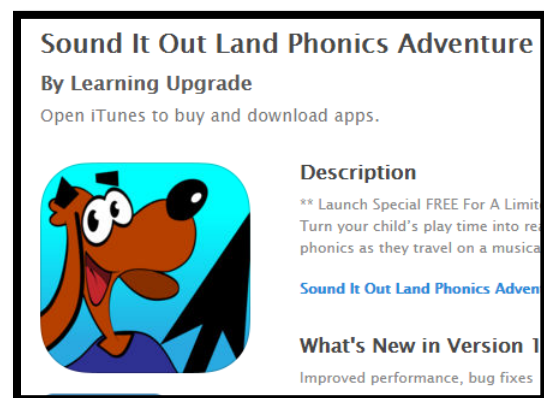 Sound It Out Land Phonics Adventure
By Learning Upgrade
Open iTunes to buy and download apps.
Description
** Launch Special FREE For A Limit
Turn your child's play time into rea
phonics as they travel on a musica
Sound It Out Land Phonics Adven
What's New in Version 1
Improved performance, bug fixes